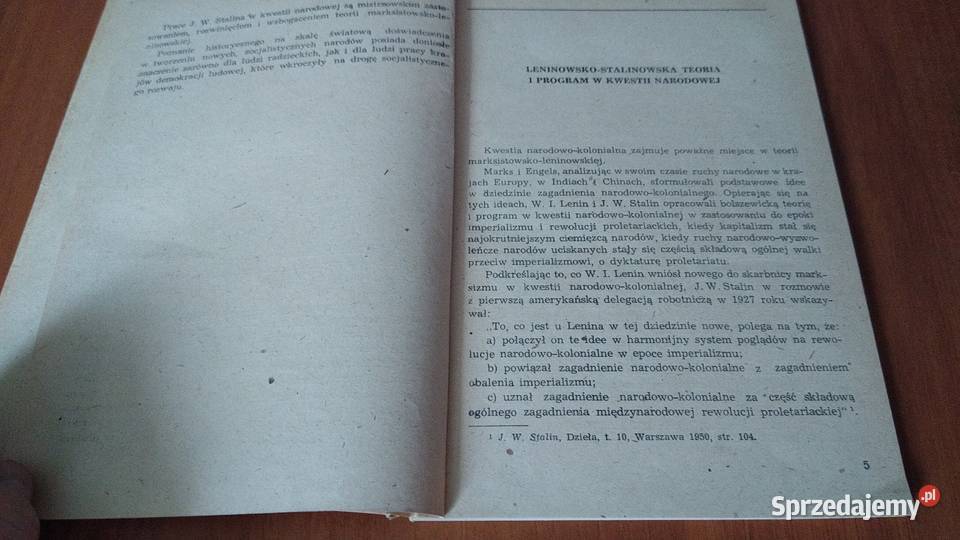 Prace J. W. Stalina w kwestii narodowej są mistrzowskim zasto-
sowaniem, rozwinięciem i wzbogaceniem teorii marksistowsko-le-
ninowskiej.
Poznanie historycznego na skalę światową doświadczenia
w tworzeniu nowych, socjalistycznych narodów posiada doniosłe
znaczenie zarówno dla ludzi radzieckich, jak i dla ludzi pracy kra-
jów demokracji ludowej, które wkroczyły na drogę socjalistyczne-
go rozwoju.
LENINOWSKO-STALINOWSKA TEORIA
I PROGRAM W KWESTII NARODOWEJ
Kwestia narodowo-kolonialna zajmuje poważne miejsce w teorii
marksistowsko-leninowskiej.
Marks i Engels, analizując w swoim czasie ruchy narodowe w kra-
jach Europy, w Indiach i Chinach, sformułowali podstawowe idee
w dziedzinie zagadnienia narodowo-kolonialnego. Opierając się na
tych ideach, W. I. Lenin i J. W. Stalin opracowali bolszewicką teorię
i program w kwestii narodowo-kolonialnej w zastosowaniu do epoki
imperializmu i rewolucji proletariackich, kiedy kapitalizm stał się
najokrutniejszym ciemięzcą narodów, kiedy ruchy narodowo-wyzwo-
leńcze narodów uciskanych stały się częścią składową ogólnej walki
przeciw imperializmowi, o dyktaturę proletariatu.
Podkreślając to, co W. I. Lenin wniósł nowego do skarbnicy mark-
sizmu w kwestii narodowo-kolonialnej, J. W. Stalin w rozmowie
z pierwszą amerykańską delegacją robotniczą w 1927 roku wskazy-
wał:
„To, co jest u Lenina w tej dziedzinie nowe, polega na tym, że:
a) połączył on te idee w harmonijny system poglądów na rewo-
lucje narodowo-kolonialne w epoce imperializmu;
b) powiązał zagadnienie narodowo-kolonialne z zagadnieniem
obalenia imperializmu;
c) uznał zagadnienie narodowo-kolonialne za część składową
ogólnego zagadnienia międzynarodowej rewolucji proletariackiej" ¹.
¹ J. W. Stalin, Dzieła, t. 10, Warszawa 1950, str. 104.
5
Sprzedajemy.pl